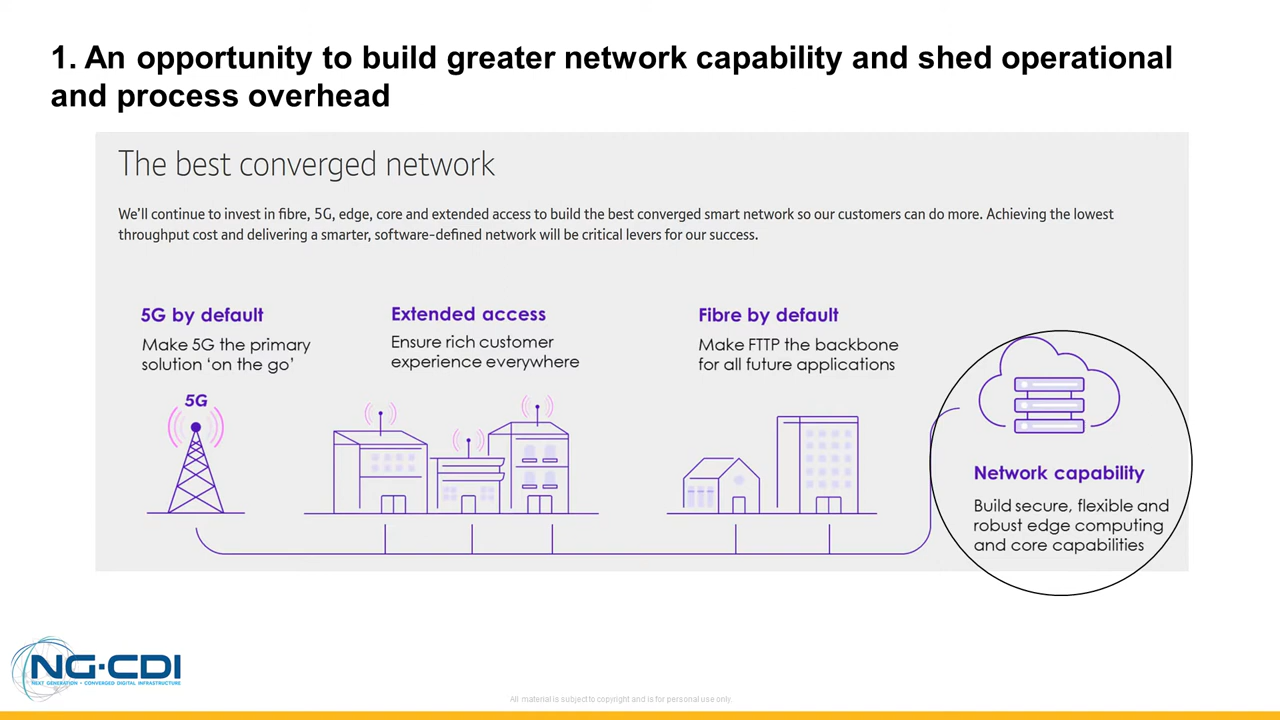 1. An opportunity to build greater network capability and shed operational
and process overhead
The best converged network
We'll continue to invest in fibre, 5G, edge, core and extended access to build the best converged smart network so our customers can do more. Achieving the lowest
throughput cost and delivering a smarter, software-defined network will be critical levers for our success.
5G by default
Make 5G the primary
solution 'on the go'
5G
Extended access
Ensure rich customer
experience everywhere
Fibre by default
Make FTTP the backbone
for all future applications
Network capability
Build secure, flexible and
robust edge computing
and core capabilities
NG·CDI
NEXT GENERATION • CONVERGED DIGITAL INFRASTRUCTURE
All material is subject to copyright and is for personal use only.